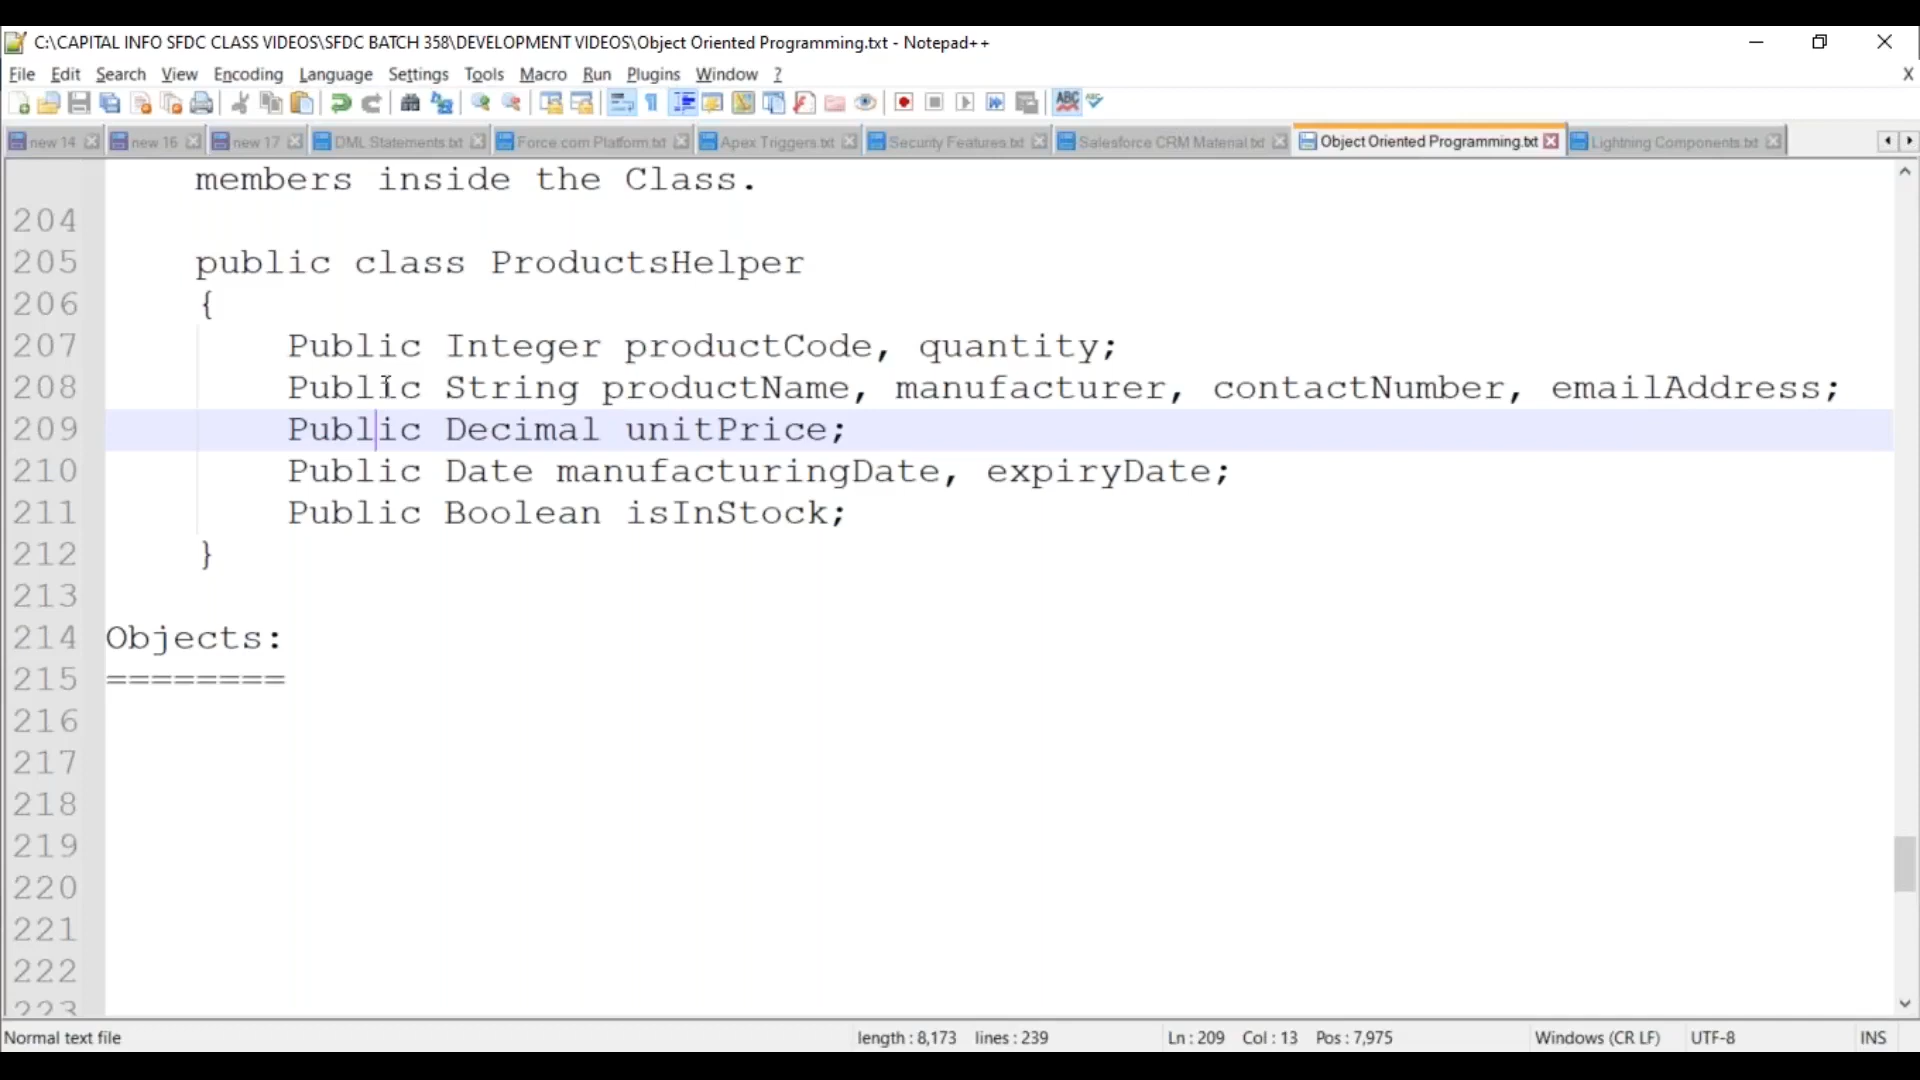 C:\CAPITAL INFO SFDC CLASS VIDEOS\SFDC BATCH 358\DEVELOPMENT VIDEOS\Object Oriented Programming.txt - Notepad++
File Edit Search View Encoding Language Settings Tools Macro Run Plugins Window ? X
new 14 new 16 new 17 DML Statements.txt Force.com Platform.txt Apex Triggers.txt Security Features.txt Salesforce CRM Material.txt Object Oriented Programming.txt Lightning Components.txt
members inside the Class.
204
205 public class ProductsHelper
206 {
207 Public Integer productCode, quantity;
208 Public String productName, manufacturer, contactNumber, emailAddress;
209 Public Decimal unitPrice;
210 Public Date manufacturingDate, expiryDate;
211 Public Boolean isInStock;
212 }
213
214 Objects:
215 ========
216
217
218
219
220
221
222
223
Normal text file length : 8,173 lines : 239 Ln : 209 Col : 13 Pos : 7,975 Windows (CR LF) UTF-8 INS